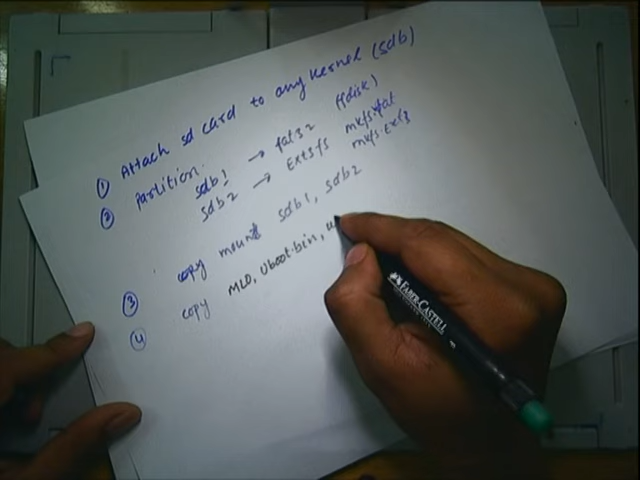 ① Attach sd card to any kernel (sdb)
② Partition. (fdisk)
sdb1 → fat32 mkfs.fat
sdb2 → Ext3fs mkfs.ext3
③ copy mount sdb1, sdb2
④ copy MLO, Uboot.bin, u
FABER-CASTELL